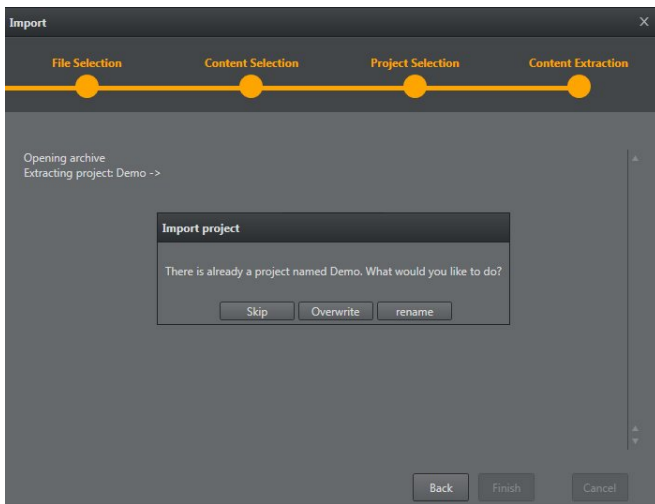 Import
File Selection
Content Selection
Project Selection
Content Extraction
Opening archive
Extracting project: Demo ->
Import project
There is already a project named Demo. What would you like to do?
Skip
Overwrite
rename
Back
Finish
Cancel